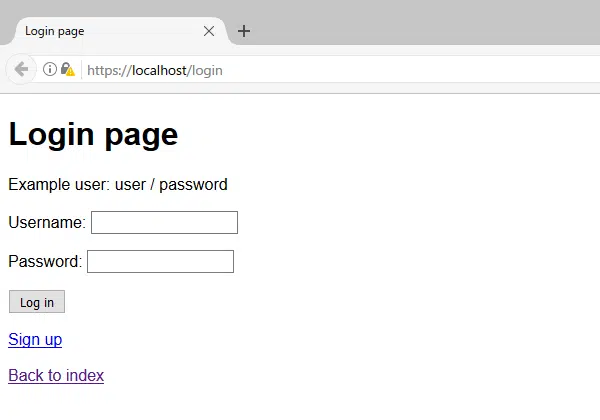 Login page
https://localhost/login
Login page
Example user: user / password
Username:
Password:
Log in
Sign up
Back to index